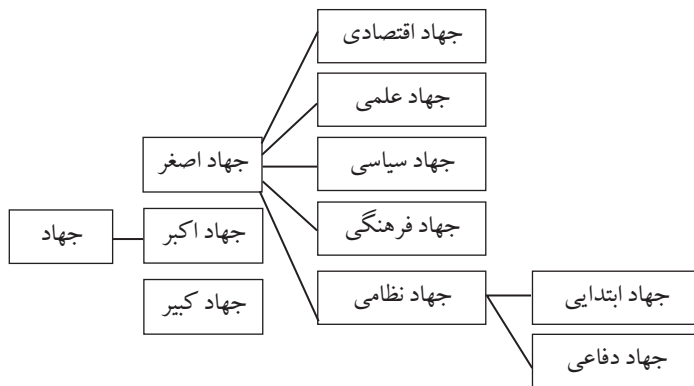 جهاد اقتصادی
جهاد علمی
جهاد اصغر
جهاد سیاسی
جهاد
جهاد اکبر
جهاد فرهنگی
جهاد کبیر
جهاد نظامی
جهاد ابتدایی
جهاد دفاعی